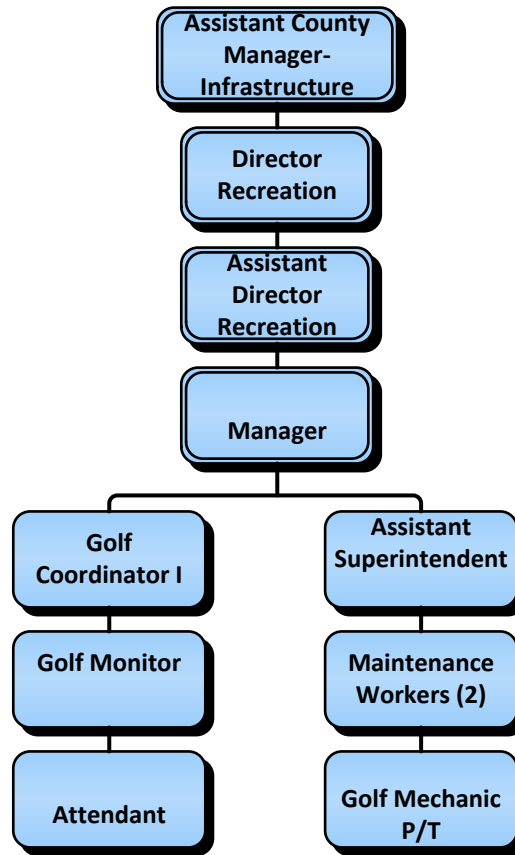 Assistant County
Manager-
Infrastructure
Director
Recreation
Assistant
Director
Recreation
Manager
Golf
Coordinator I
Golf Monitor
Attendant
Assistant
Superintendent
Maintenance
Workers (2)
Golf Mechanic
P/T